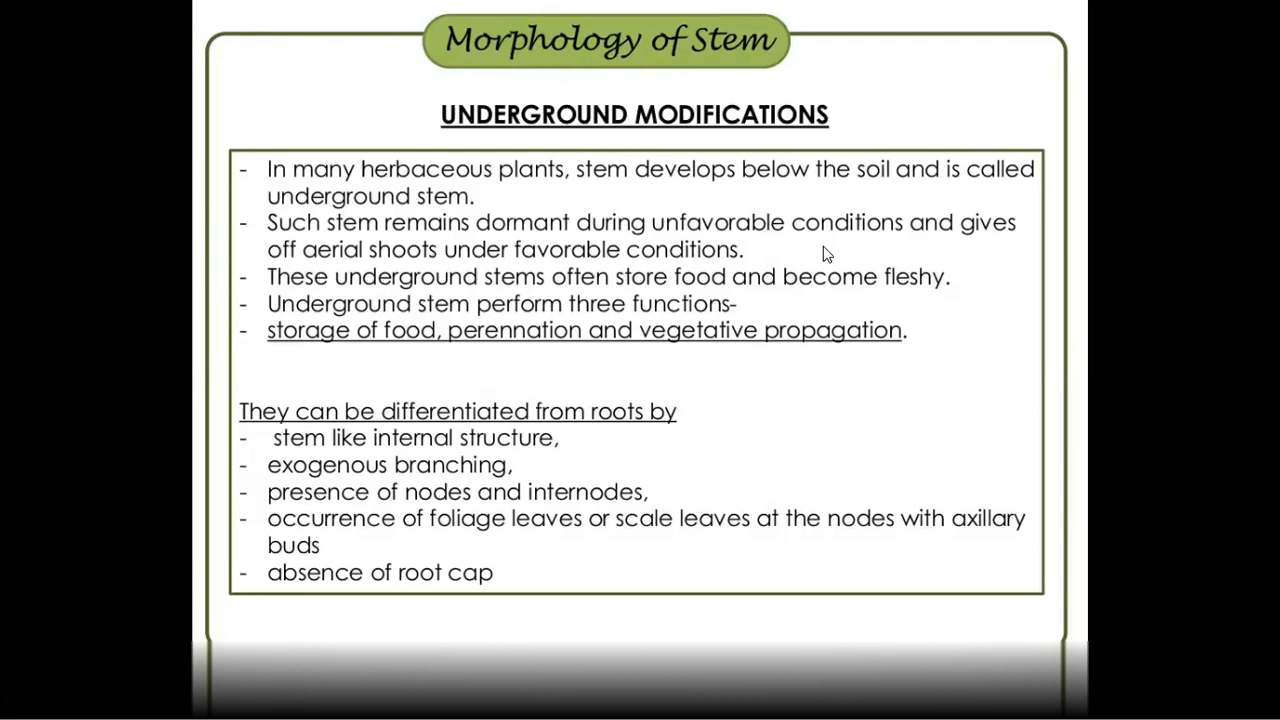 Morphology of Stem
UNDERGROUND MODIFICATIONS
- In many herbaceous plants, stem develops below the soil and is called
underground stem.
- Such stem remains dormant during unfavorable conditions and gives
off aerial shoots under favorable conditions.
- These underground stems often store food and become fleshy.
- Underground stem perform three functions-
- storage of food, perennation and vegetative propagation.
They can be differentiated from roots by
- stem like internal structure,
- exogenous branching,
- presence of nodes and internodes,
- occurrence of foliage leaves or scale leaves at the nodes with axillary
buds
- absence of root cap